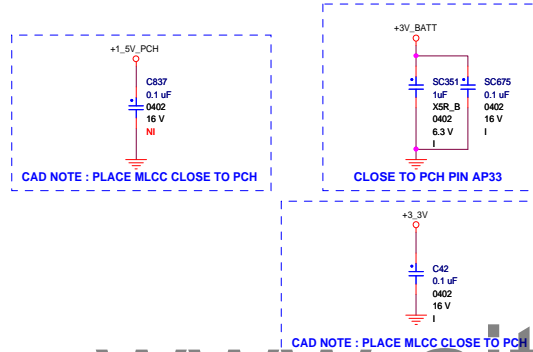 +1_5V_PCH
C837
0.1 uF
0402
16 V
NI
CAD NOTE : PLACE MLCC CLOSE TO PCH
+3V_BATT
SC351
1uF
X5R_B
0402
6.3 V
I
SC675
0.1 uF
0402
16 V
I
CLOSE TO PCH PIN AP33
+3_3V
C42
0.1 uF
0402
16 V
I
CAD NOTE : PLACE MLCC CLOSE TO PCH